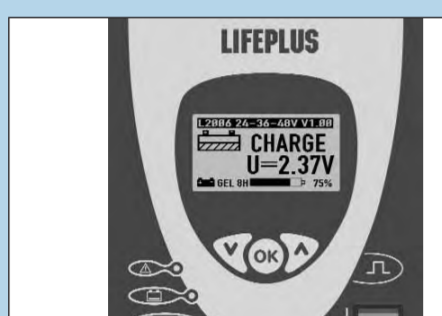 LIFEPLUS
L2006 24-36-48V V1.00
CHARGE
U=2.37V
GEL 8H 75%
OK